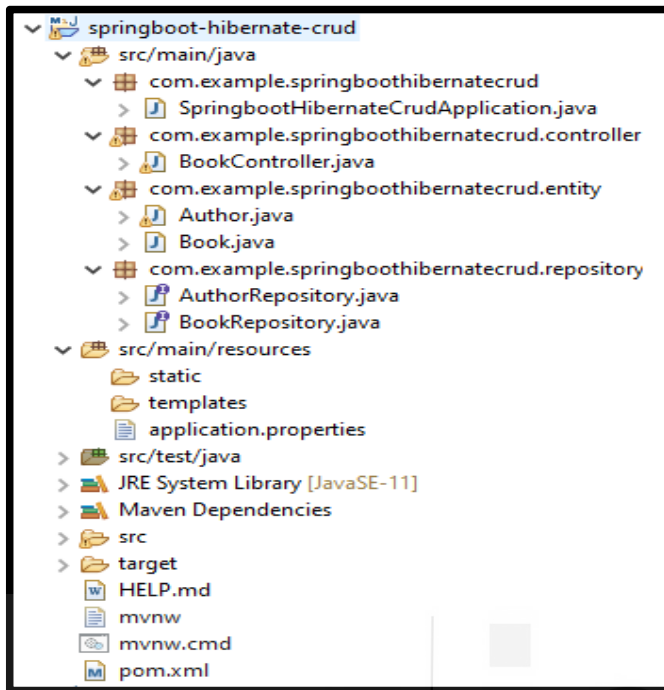 springboot-hibernate-crud
src/main/java
com.example.springboothibernatecrud
SpringbootHibernateCrudApplication.java
com.example.springboothibernatecrud.controller
BookController.java
com.example.springboothibernatecrud.entity
Author.java
Book.java
com.example.springboothibernatecrud.repository
AuthorRepository.java
BookRepository.java
src/main/resources
static
templates
application.properties
src/test/java
JRE System Library [JavaSE-11]
Maven Dependencies
src
target
HELP.md
mvnw
mvnw.cmd
pom.xml